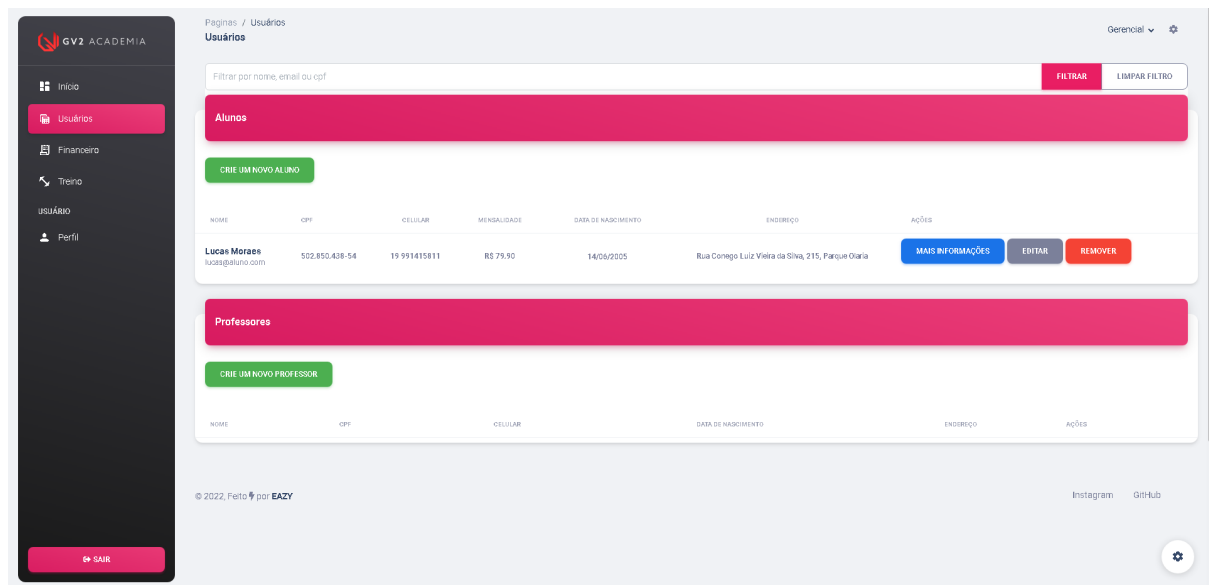 GV2 ACADEMIA
Início
Usuários
Financeiro
Treino
USUÁRIO
Perfil
SAIR
Paginas / Usuários
Usuários
Gerencial
Filtrar por nome, email ou cpf
FILTRAR
LIMPAR FILTRO
Alunos
CRIE UM NOVO ALUNO
NOME CPF CELULAR MENSALIDADE DATA DE NASCIMENTO ENDEREÇO AÇÕES
Lucas Moraes
lucas@aluno.com
502.850.438-54 19 991415811 R$ 79.90 14/06/2005 Rua Conego Luiz Vieira da Silva, 215, Parque Olaria MAIS INFORMAÇÕES EDITAR REMOVER
Professores
CRIE UM NOVO PROFESSOR
NOME CPF CELULAR DATA DE NASCIMENTO ENDEREÇO AÇÕES
© 2022, Feito por EAZY
Instagram GitHub